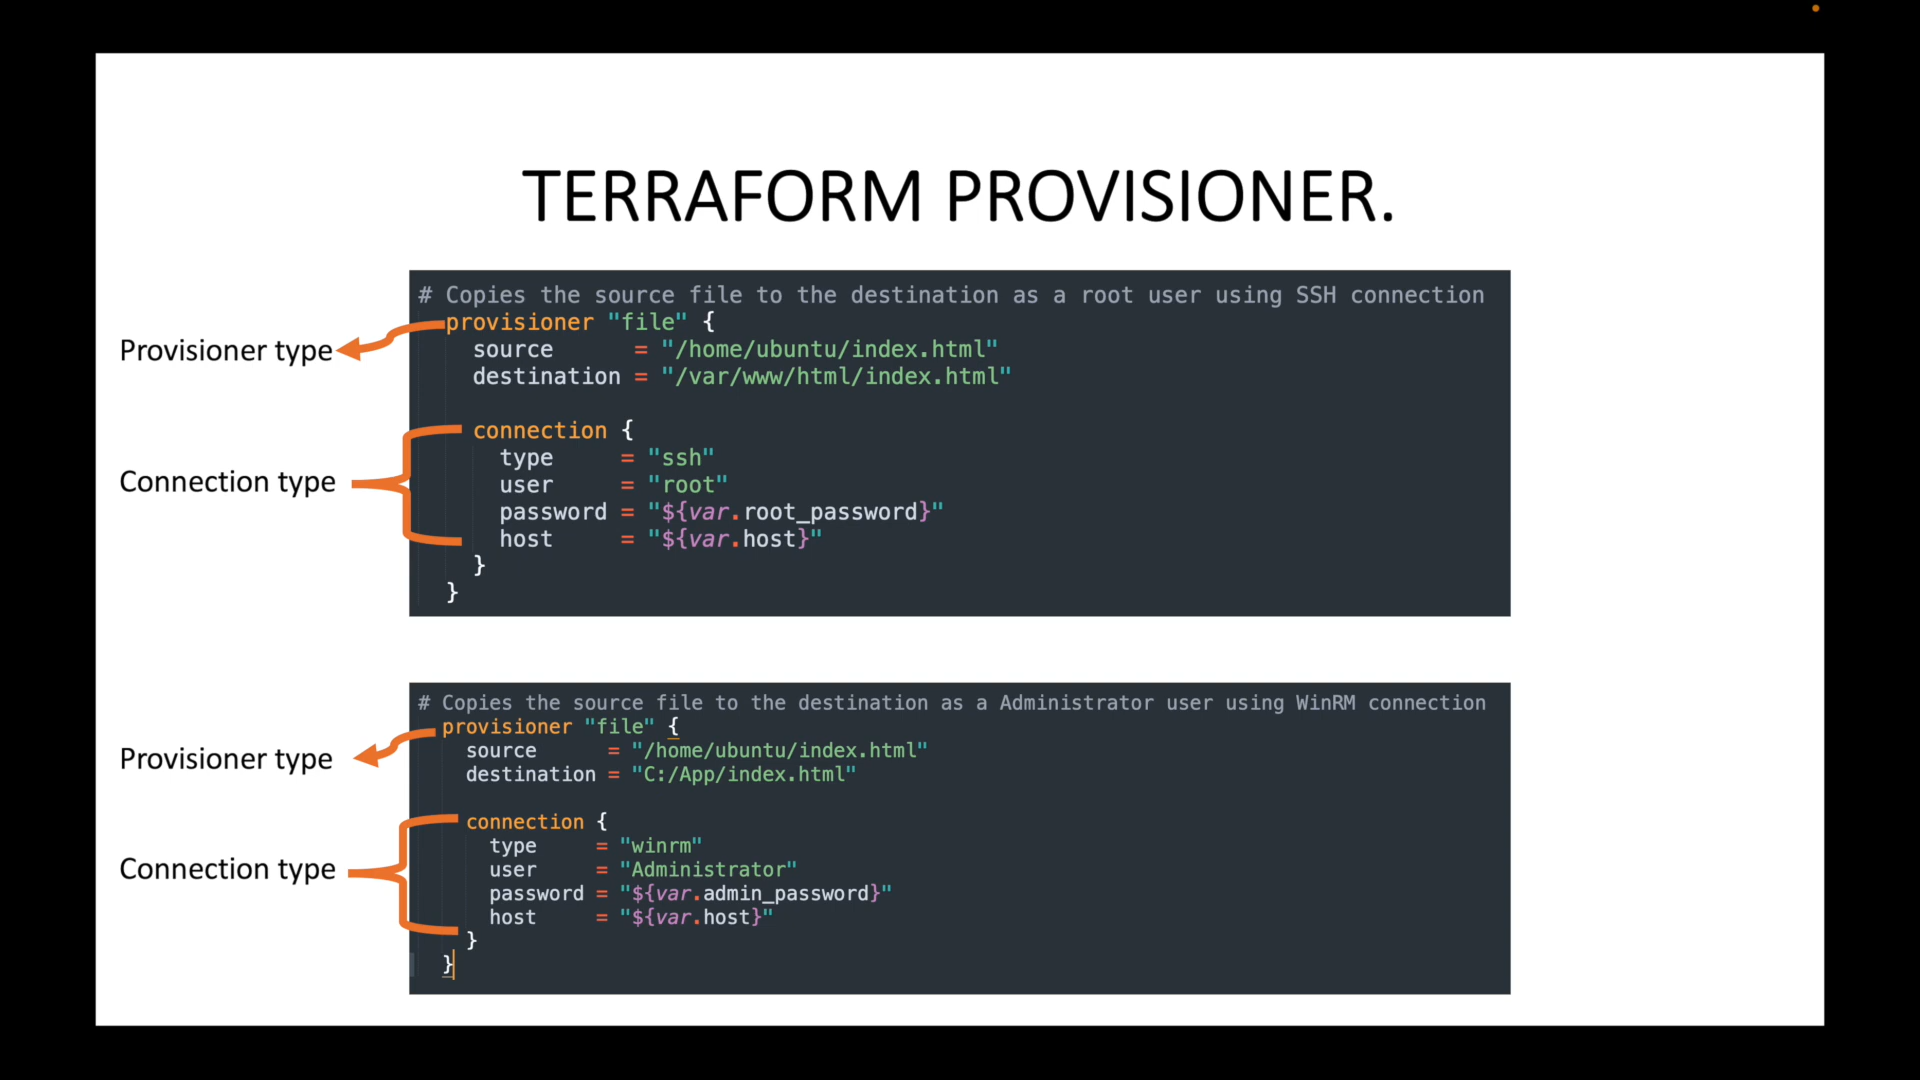 TERRAFORM PROVISIONER.
# Copies the source file to the destination as a root user using SSH connection
provisioner "file" {
source = "/home/ubuntu/index.html"
destination = "/var/www/html/index.html"
connection {
type = "ssh"
user = "root"
password = "${var.root_password}"
host = "${var.host}"
}
}
Provisioner type
Connection type
# Copies the source file to the destination as a Administrator user using WinRM connection
provisioner "file" {
source = "/home/ubuntu/index.html"
destination = "C:/App/index.html"
connection {
type = "winrm"
user = "Administrator"
password = "${var.admin_password}"
host = "${var.host}"
}
}
Provisioner type
Connection type